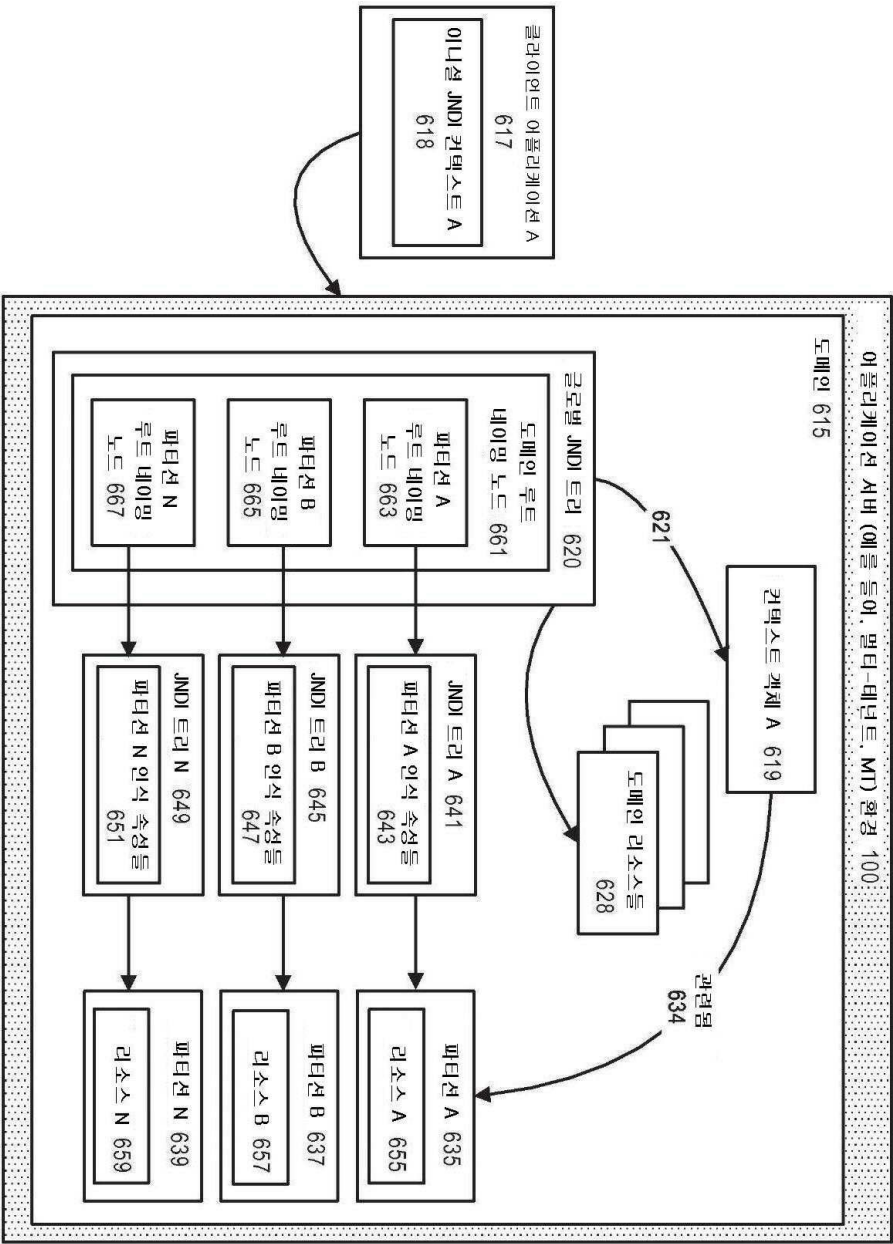 어플리케이션 서버 (예를 들어, 멀티-테넌트, MT) 환경 100
도메인 615
클라이언트 어플리케이션 A
617
이니셜 JNDI 컨텍스트 A
618
컨텍스트 객체 A 619
621
관련됨
634
도메인 리소스들
628
글로벌 JNDI 트리 620
도메인 루트
네이밍 노드 661
파티션 A
루트 네이밍
노드 663
파티션 B
루트 네이밍
노드 665
파티션 N
루트 네이밍
노드 667
JNDI 트리 A 641
파티션 A 인식 속성들
643
JNDI 트리 B 645
파티션 B 인식 속성들
647
JNDI 트리 N 649
파티션 N 인식 속성들
651
파티션 A 635
리소스 A 655
파티션 B 637
리소스 B 657
파티션 N 639
리소스 N 659